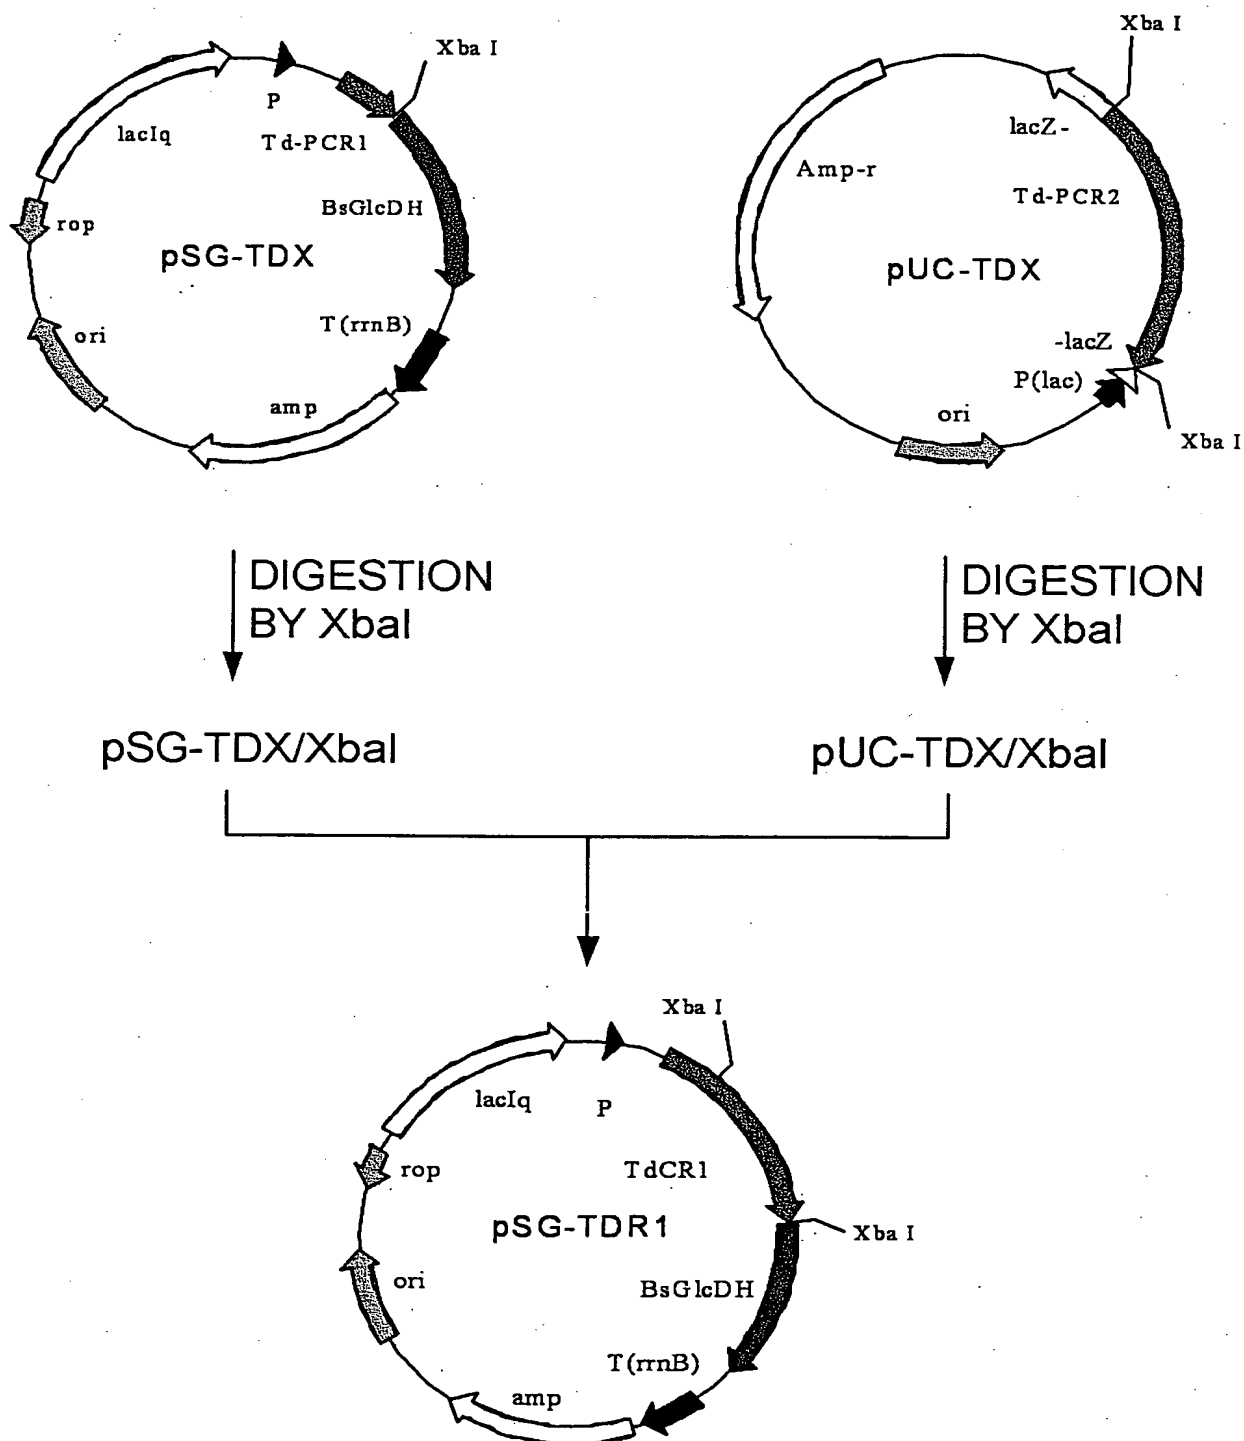 Xba I
P
lacIq
Td-PCR1
BsGlcDH
rop
pSG-TDX
T(rrnB)
ori
amp
Xba I
lacZ-
Amp-r
Td-PCR2
pUC-TDX
-lacZ
P(lac)
ori
Xba I
DIGESTION
BY XbaI
DIGESTION
BY XbaI
pSG-TDX/XbaI
pUC-TDX/XbaI
Xba I
lacIq
P
rop
TdCR1
pSG-TDR1
Xba I
ori
BsGlcDH
T(rrnB)
amp